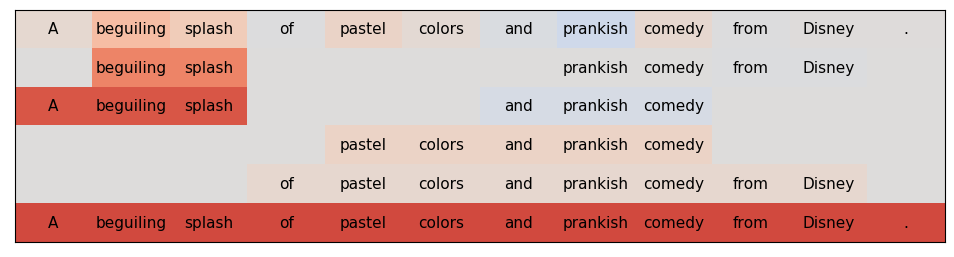 A beguiling splash of pastel colors and prankish comedy from Disney .
beguiling splash prankish comedy from Disney
A beguiling splash and prankish comedy
pastel colors and prankish comedy
of pastel colors and prankish comedy from Disney
A beguiling splash of pastel colors and prankish comedy from Disney .